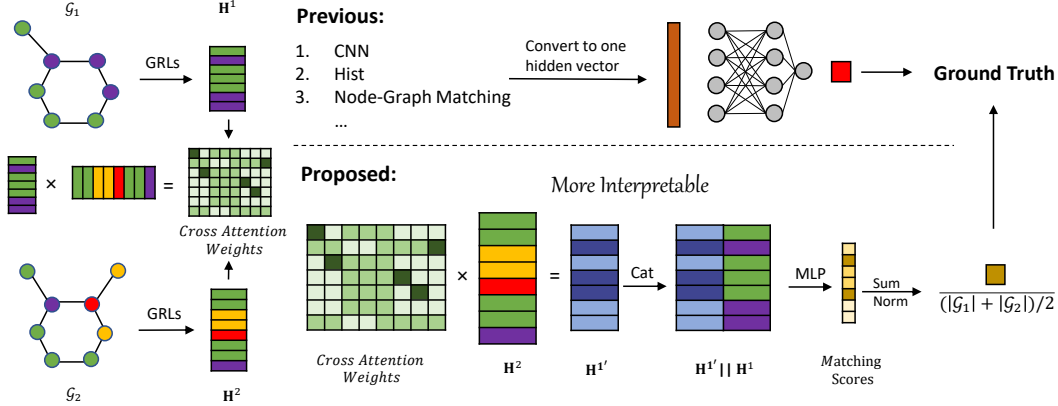 𝒢₁
H¹
GRLs
× =
Cross Attention
Weights
GRLs
𝒢₂
H²
Previous:
1. CNN
2. Hist
3. Node-Graph Matching
...
Convert to one
hidden vector
Ground Truth
Proposed:
More Interpretable
× =
Cat
MLP
Sum
Norm
(|𝒢₁| + |𝒢₂|)/2
Cross Attention
Weights
H²
H¹′
H¹′|| H¹
Matching
Scores